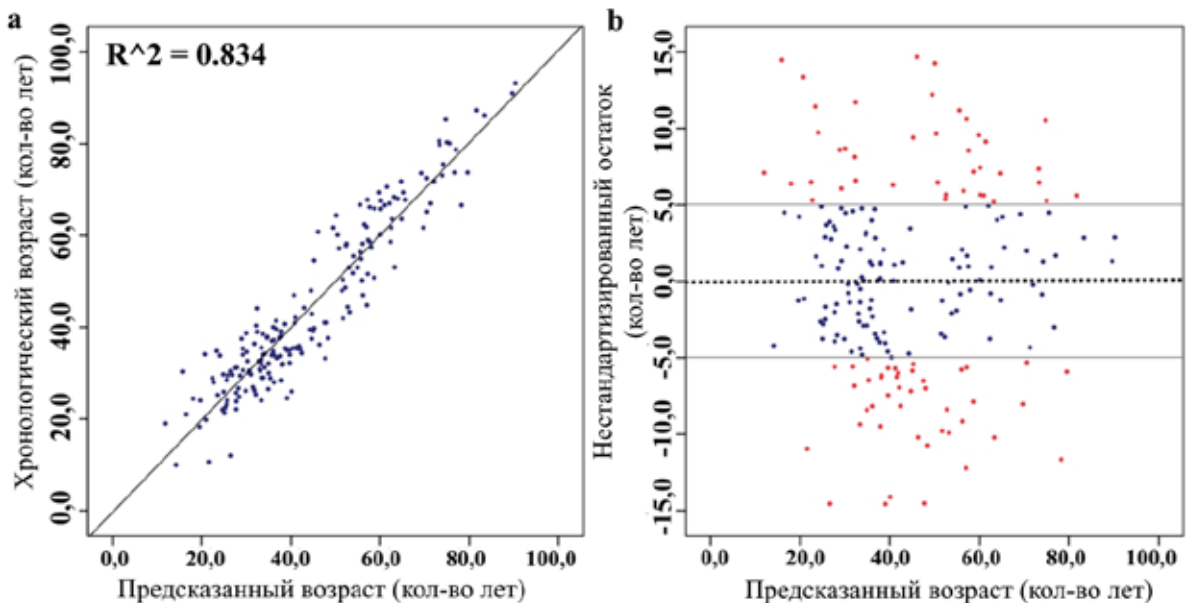 a
R^2 = 0.834
Хронологический возраст (кол-во лет)
100,0
80,0
60,0
40,0
20,0
0,0
0,0 20,0 40,0 60,0 80,0 100,0
Предсказанный возраст (кол-во лет)
b
Нестандартизированный остаток
(кол-во лет)
15,0
10,0
5,0
0,0
-5,0
-10,0
-15,0
0,0 20,0 40,0 60,0 80,0 100,0
Предсказанный возраст (кол-во лет)